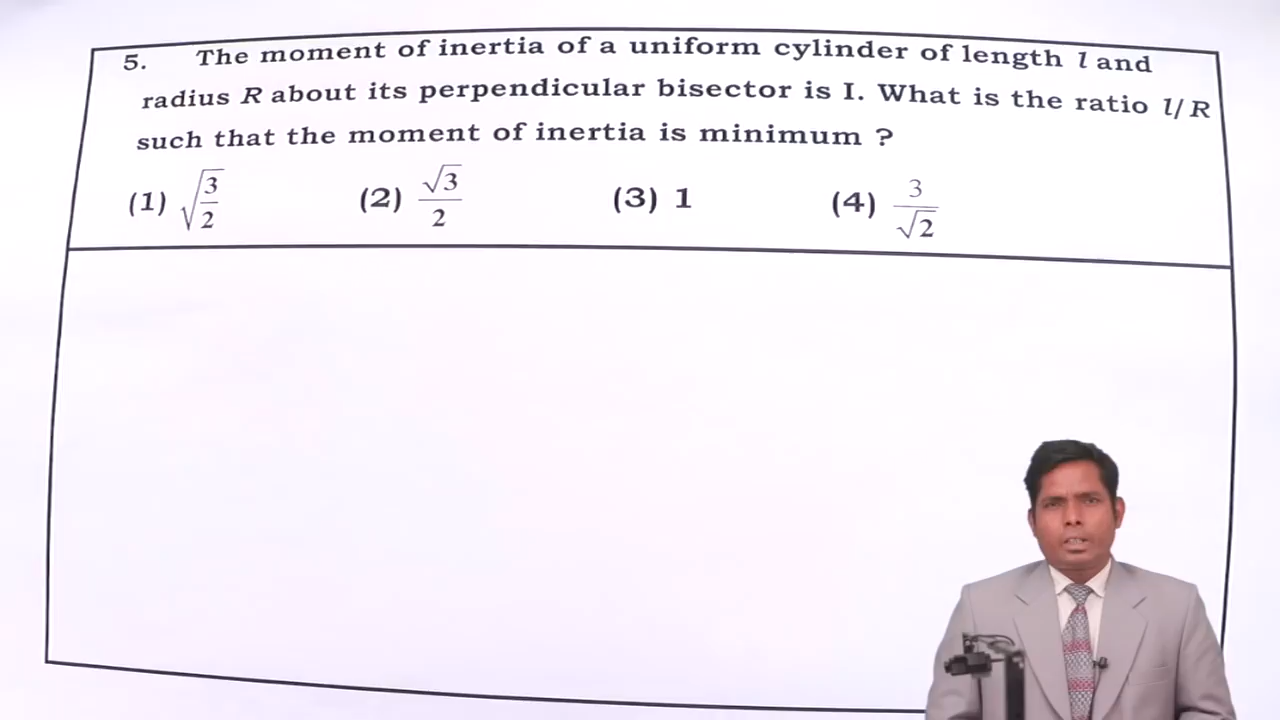 5. The moment of inertia of a uniform cylinder of length l and
radius R about its perpendicular bisector is I. What is the ratio l/R
such that the moment of inertia is minimum ?
(1) √(3/2) (2) √3/2 (3) 1 (4) 3/√2